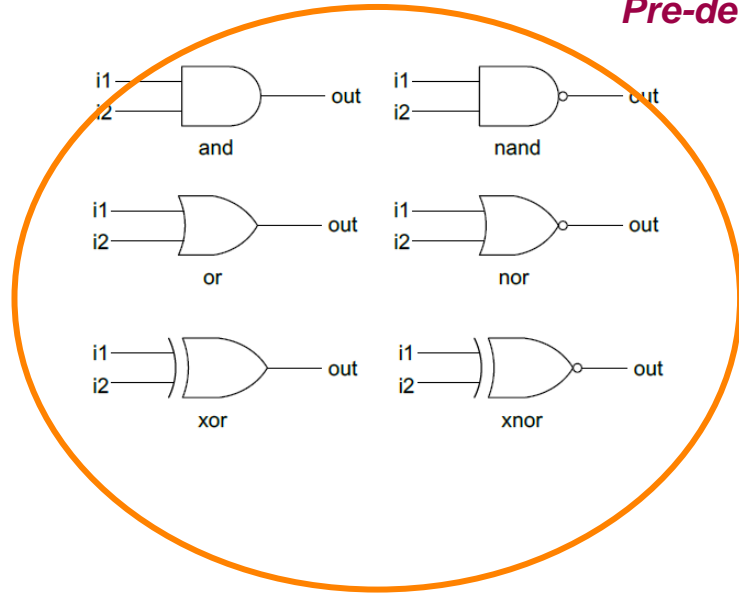 Pre-de
i1 out i1 out
i2 i2
and nand
i1 out i1 out
i2 i2
or nor
i1 out i1 out
i2 i2
xor xnor